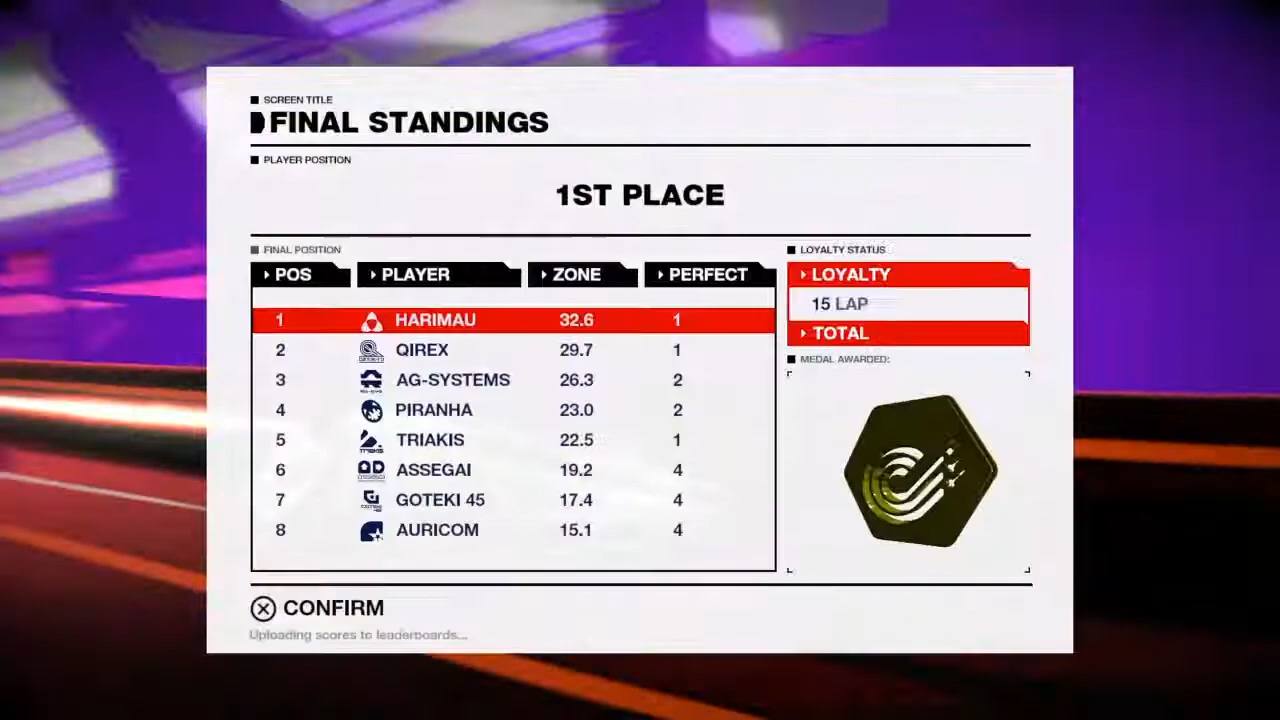 SCREEN TITLE
FINAL STANDINGS
PLAYER POSITION
1ST PLACE
FINAL POSITION
POS PLAYER ZONE PERFECT
1 HARIMAU 32.6 1
2 QIREX 29.7 1
3 AG-SYSTEMS 26.3 2
4 PIRANHA 23.0 2
5 TRIAKIS 22.5 1
6 ASSEGAI 19.2 4
7 GOTEKI 45 17.4 4
8 AURICOM 15.1 4
LOYALTY STATUS
LOYALTY
15 LAP
TOTAL
MEDAL AWARDED:
CONFIRM
Uploading scores to leaderboards...